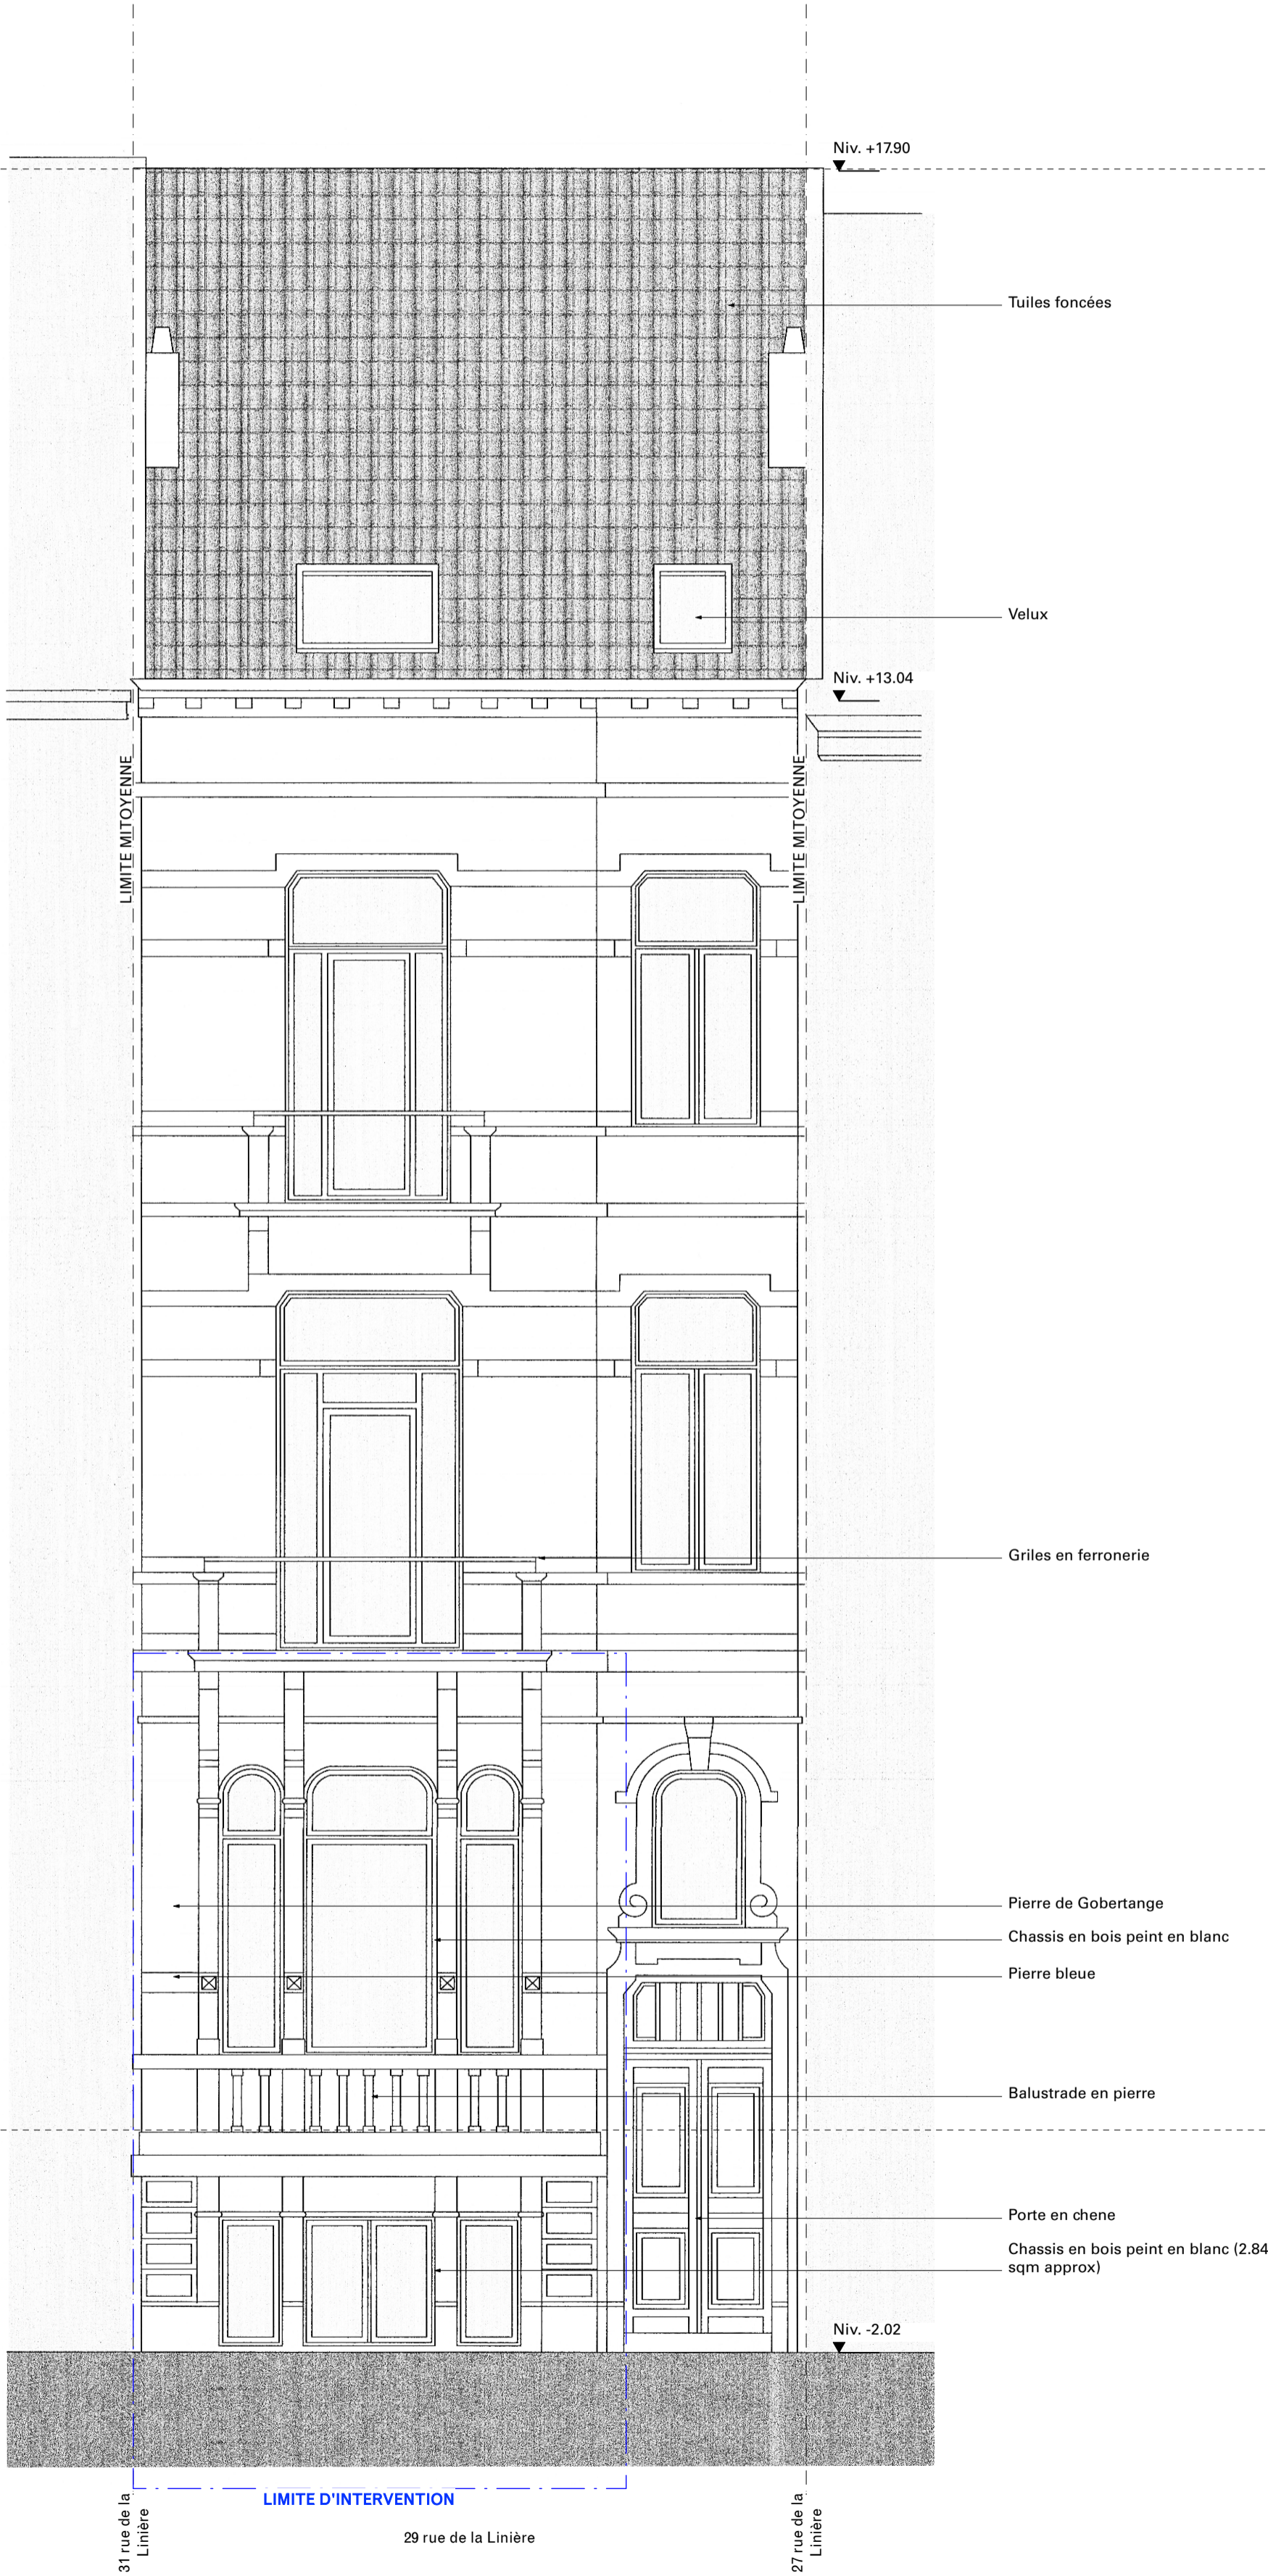 Niv. +17.90
Tuiles foncées
Velux
Niv. +13.04
LIMITE MITOYENNE
LIMITE MITOYENNE
Griles en ferronerie
Pierre de Gobertange
Chassis en bois peint en blanc
Pierre bleue
Balustrade en pierre
Porte en chene
Chassis en bois peint en blanc (2.84
sqm approx)
Niv. -2.02
LIMITE D'INTERVENTION
31 rue de la
Linière
29 rue de la Linière
27 rue de la
Linière